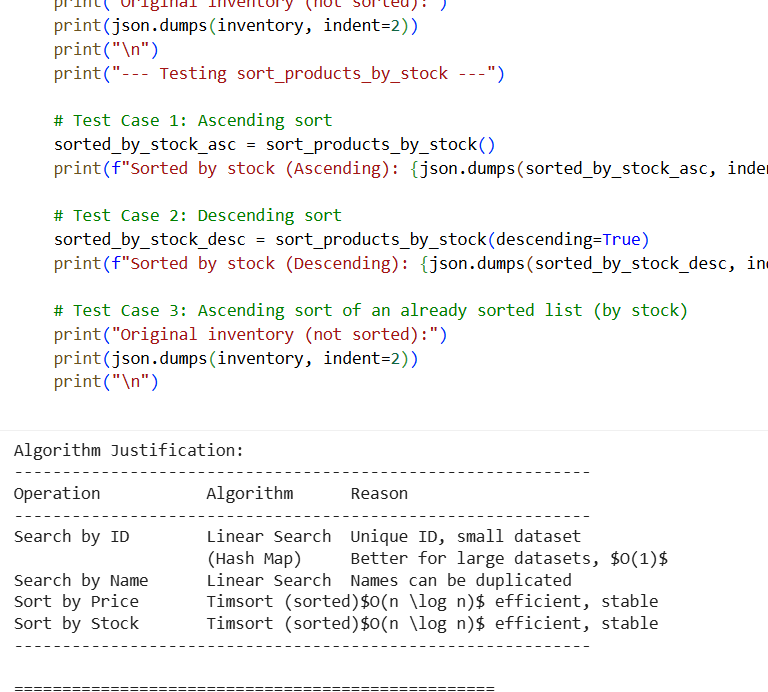 print("Original inventory (not sorted):")
print(json.dumps(inventory, indent=2))
print("\n")
print("--- Testing sort_products_by_stock ---")
# Test Case 1: Ascending sort
sorted_by_stock_asc = sort_products_by_stock()
print(f"Sorted by stock (Ascending): {json.dumps(sorted_by_stock_asc, inde
# Test Case 2: Descending sort
sorted_by_stock_desc = sort_products_by_stock(descending=True)
print(f"Sorted by stock (Descending): {json.dumps(sorted_by_stock_desc, in
# Test Case 3: Ascending sort of an already sorted list (by stock)
print("Original inventory (not sorted):")
print(json.dumps(inventory, indent=2))
print("\n")
Algorithm Justification:
------------------------------------------------------------
Operation           Algorithm      Reason
------------------------------------------------------------
Search by ID        Linear Search  Unique ID, small dataset
                    (Hash Map)     Better for large datasets, $O(1)$
Search by Name      Linear Search  Names can be duplicated
Sort by Price       Timsort (sorted)$O(n \log n)$ efficient, stable
Sort by Stock       Timsort (sorted)$O(n \log n)$ efficient, stable
------------------------------------------------------------
==================================================